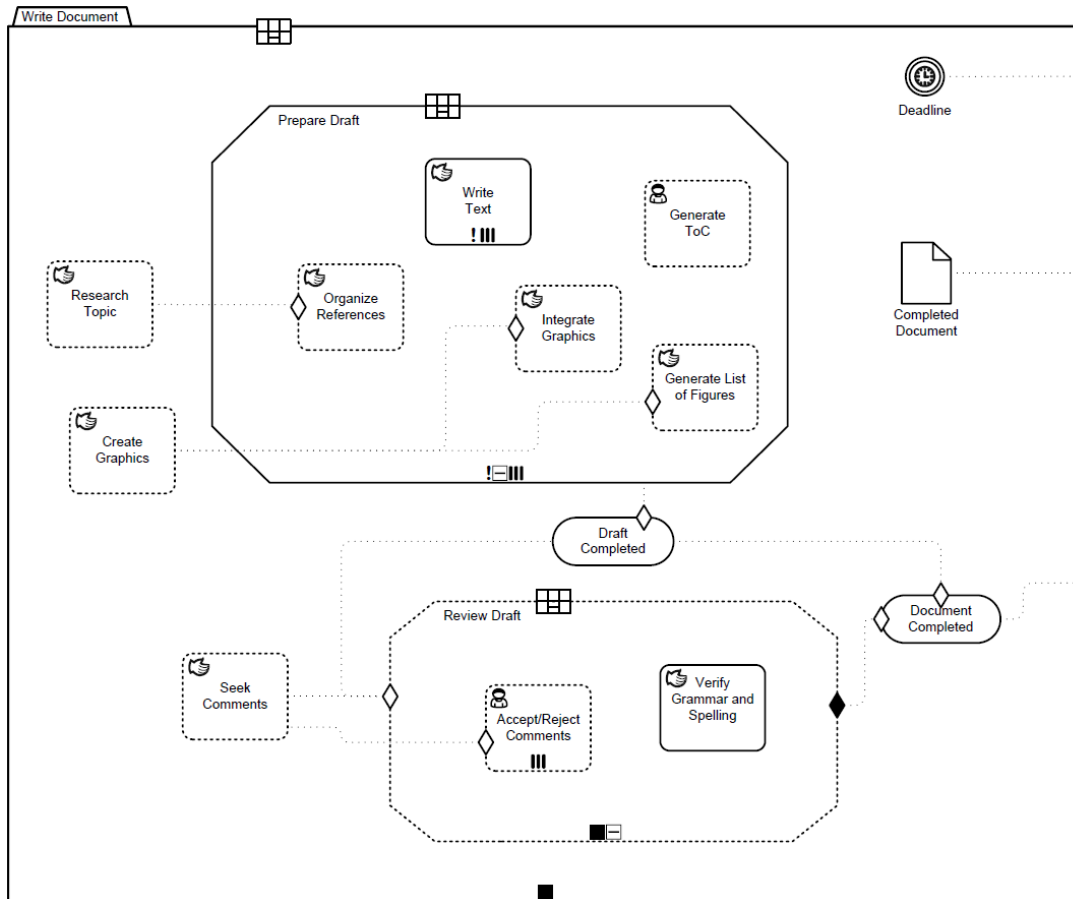 Write Document
Deadline
Prepare Draft
Write
Text
Generate
ToC
Research
Topic
Organize
References
Integrate
Graphics
Completed
Document
Generate List
of Figures
Create
Graphics
Draft
Completed
Review Draft
Document
Completed
Seek
Comments
Accept/Reject
Comments
Verify
Grammar and
Spelling